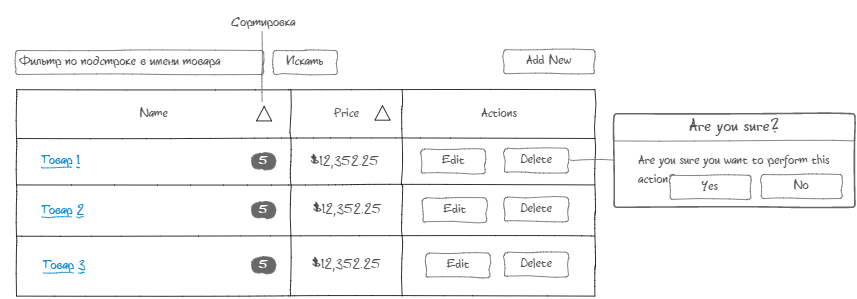 Сортировка
Фильтр по подстроке в имени товара Искать Add New
Name Price Actions
Are you sure?
Товар 1 5 $12,352.25 Edit Delete
Are you sure you want to perform this
action
Yes No
Товар 2 5 $12,352.25 Edit Delete
Товар 3 5 $12,352.25 Edit Delete